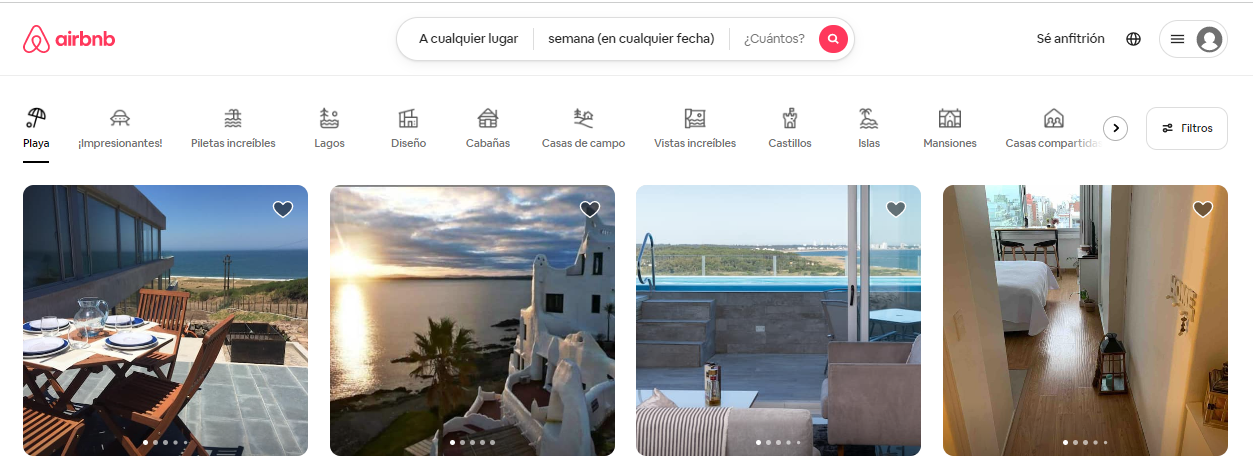 airbnb
A cualquier lugar
semana (en cualquier fecha)
¿Cuántos?
Sé anfitrión
Playa
¡Impresionantes!
Piletas increíbles
Lagos
Diseño
Cabañas
Casas de campo
Vistas increíbles
Castillos
Islas
Mansiones
Casas compartidas
Filtros